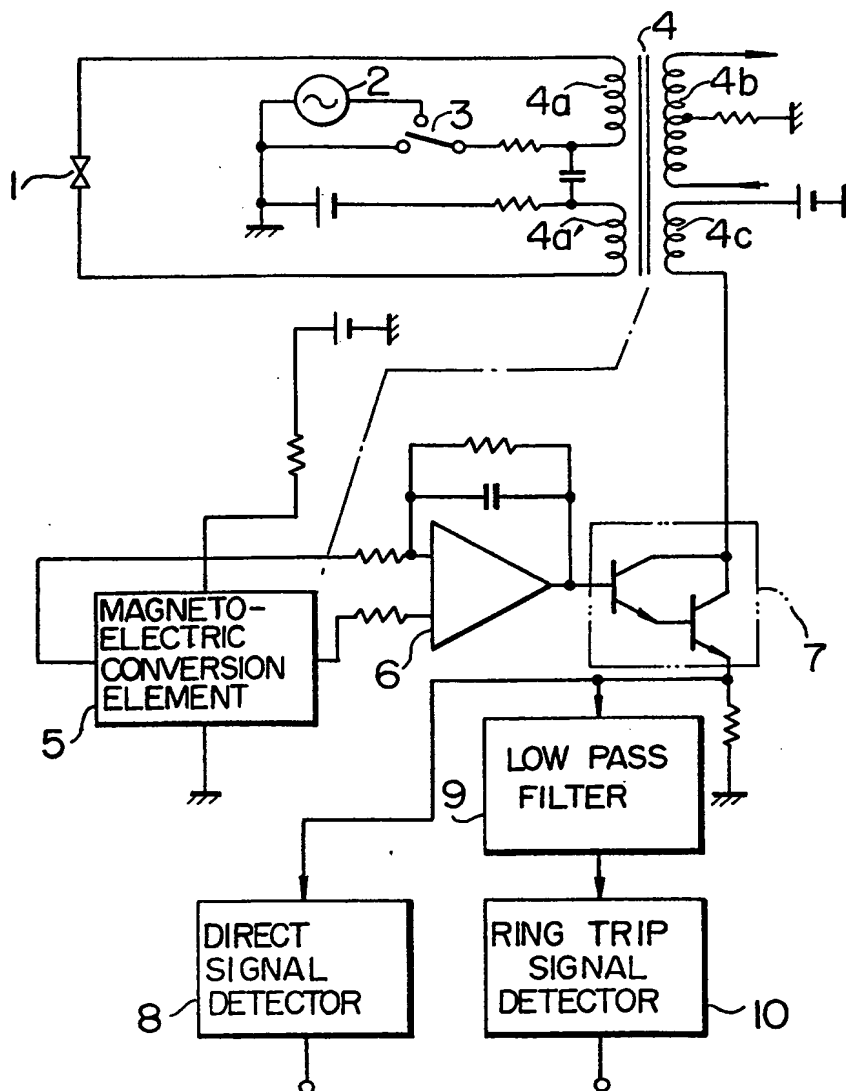 4
2
4a
4b
3
1
4a'
4c
MAGNETO-
ELECTRIC
CONVERSION
ELEMENT
5
6
7
LOW PASS
FILTER
9
DIRECT
SIGNAL
DETECTOR
8
RING TRIP
SIGNAL
DETECTOR
10